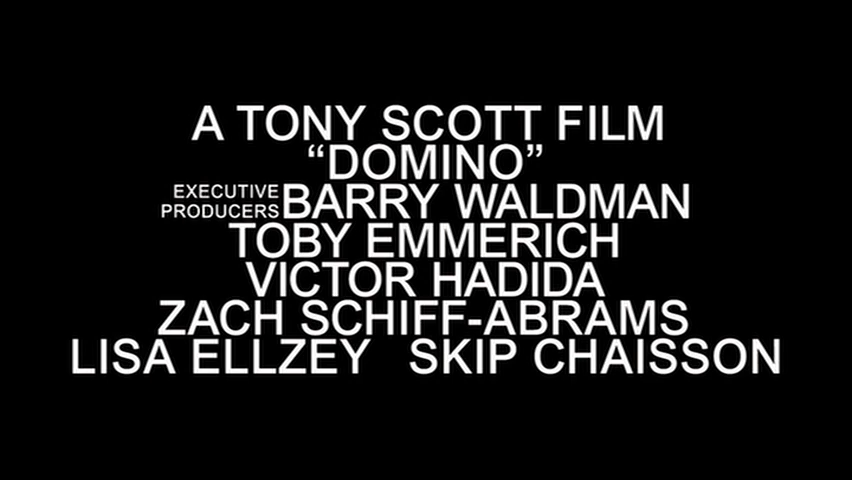 A TONY SCOTT FILM
“DOMINO”
EXECUTIVE PRODUCERS BARRY WALDMAN
TOBY EMMERICH
VICTOR HADIDA
ZACH SCHIFF-ABRAMS
LISA ELLZEY SKIP CHAISSON